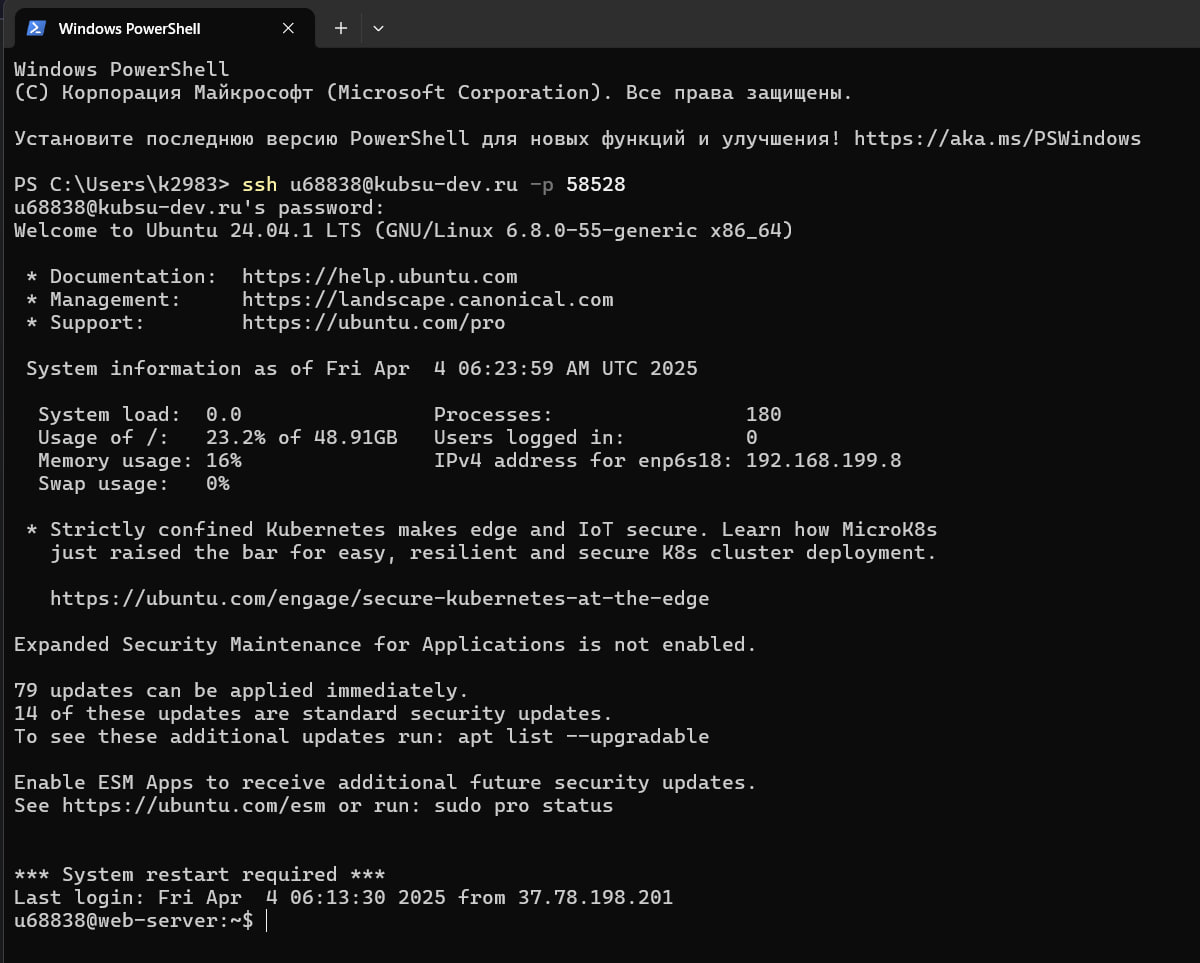 Windows PowerShell
Windows PowerShell
(C) Корпорация Майкрософт (Microsoft Corporation). Все права защищены.
Установите последнюю версию PowerShell для новых функций и улучшения! https://aka.ms/PSWindows
PS C:\Users\k2983> ssh u68838@kubsu-dev.ru -p 58528
u68838@kubsu-dev.ru's password:
Welcome to Ubuntu 24.04.1 LTS (GNU/Linux 6.8.0-55-generic x86_64)
* Documentation:  https://help.ubuntu.com
* Management:     https://landscape.canonical.com
* Support:        https://ubuntu.com/pro
System information as of Fri Apr  4 06:23:59 AM UTC 2025
System load:  0.0                Processes:                180
Usage of /:   23.2% of 48.91GB   Users logged in:          0
Memory usage: 16%                IPv4 address for enp6s18: 192.168.199.8
Swap usage:   0%
* Strictly confined Kubernetes makes edge and IoT secure. Learn how MicroK8s
just raised the bar for easy, resilient and secure K8s cluster deployment.
https://ubuntu.com/engage/secure-kubernetes-at-the-edge
Expanded Security Maintenance for Applications is not enabled.
79 updates can be applied immediately.
14 of these updates are standard security updates.
To see these additional updates run: apt list --upgradable
Enable ESM Apps to receive additional future security updates.
See https://ubuntu.com/esm or run: sudo pro status
*** System restart required ***
Last login: Fri Apr  4 06:13:30 2025 from 37.78.198.201
u68838@web-server:~$